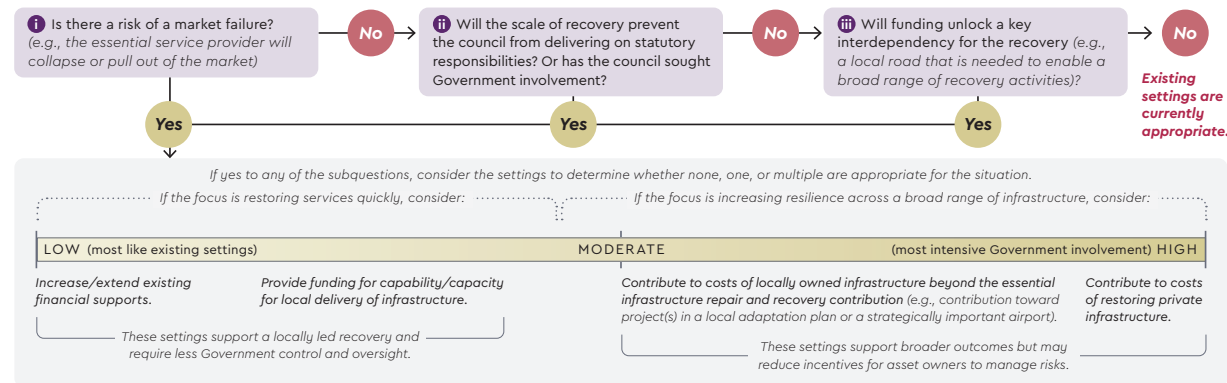 i Is there a risk of a market failure?
(e.g., the essential service provider will
collapse or pull out of the market)
No
ii Will the scale of recovery prevent
the council from delivering on statutory
responsibilities? Or has the council sought
Government involvement?
No
iii Will funding unlock a key
interdependency for the recovery (e.g.,
a local road that is needed to enable a
broad range of recovery activities)?
No
Existing
settings are
currently
appropriate.
Yes
Yes
Yes
If yes to any of the subquestions, consider the settings to determine whether none, one, or multiple are appropriate for the situation.
If the focus is restoring services quickly, consider:
If the focus is increasing resilience across a broad range of infrastructure, consider:
LOW (most like existing settings)
MODERATE
(most intensive Government involvement) HIGH
Increase/extend existing
financial supports.
Provide funding for capability/capacity
for local delivery of infrastructure.
Contribute to costs of locally owned infrastructure beyond the essential
infrastructure repair and recovery contribution (e.g., contribution toward
project(s) in a local adaptation plan or a strategically important airport).
Contribute to costs
of restoring private
infrastructure.
These settings support a locally led recovery and
require less Government control and oversight.
These settings support broader outcomes but may
reduce incentives for asset owners to manage risks.